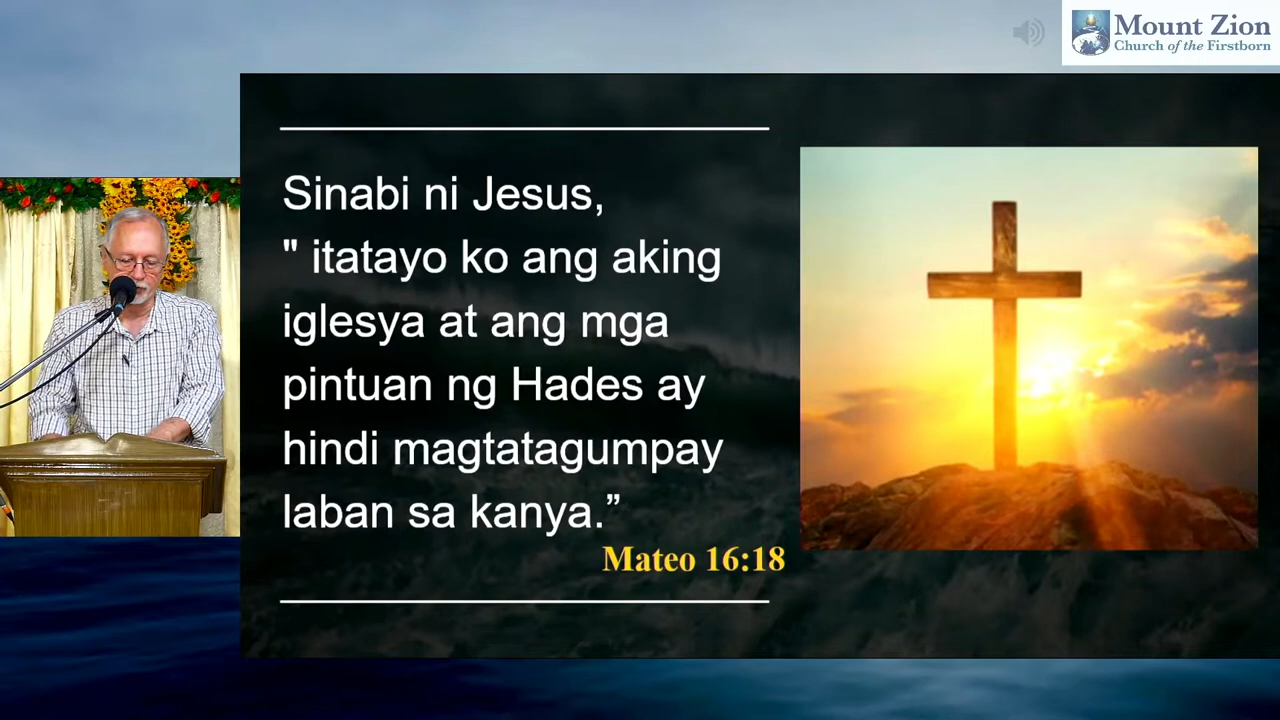 Mount Zion
Church of the Firstborn
Sinabi ni Jesus,
" itatayo ko ang aking
iglesya at ang mga
pintuan ng Hades ay
hindi magtatagumpay
laban sa kanya.”
Mateo 16:18